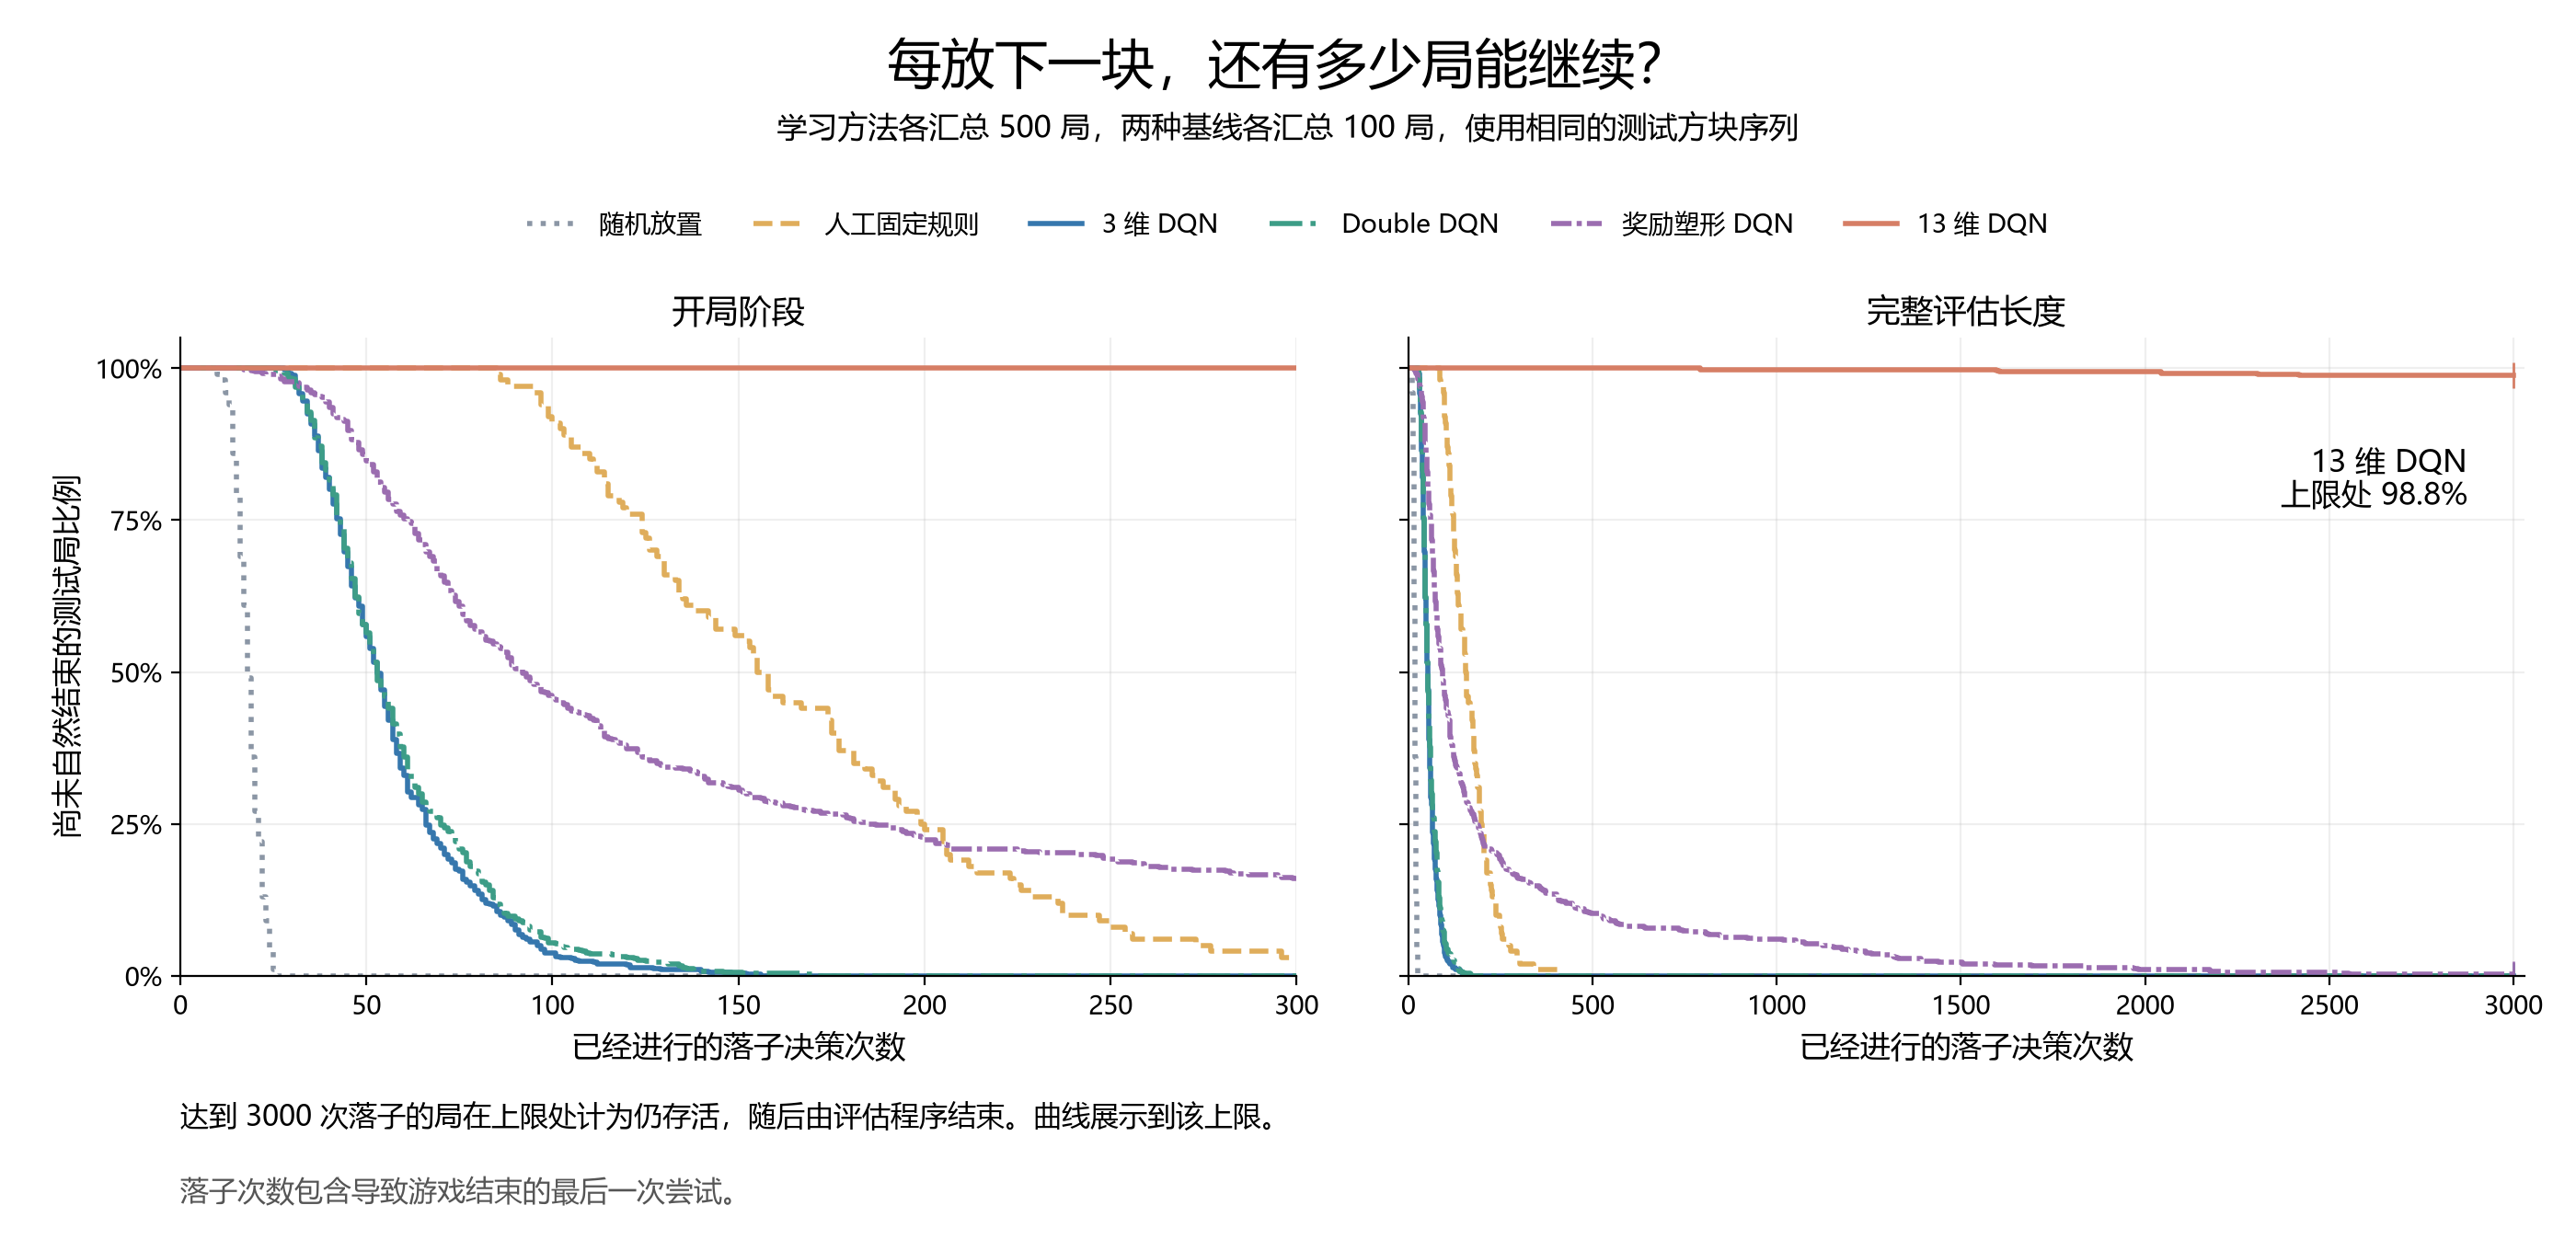 每放下一块，还有多少局能继续？
学习方法各汇总 500 局，两种基线各汇总 100 局，使用相同的测试方块序列
随机放置 人工固定规则 3 维 DQN Double DQN 奖励塑形 DQN 13 维 DQN
开局阶段
尚未自然结束的测试局比例
100%
75%
50%
25%
0%
0 50 100 150 200 250 300
已经进行的落子决策次数
完整评估长度
13 维 DQN
上限处 98.8%
0 500 1000 1500 2000 2500 3000
已经进行的落子决策次数
达到 3000 次落子的局在上限处计为仍存活，随后由评估程序结束。曲线展示到该上限。
落子次数包含导致游戏结束的最后一次尝试。